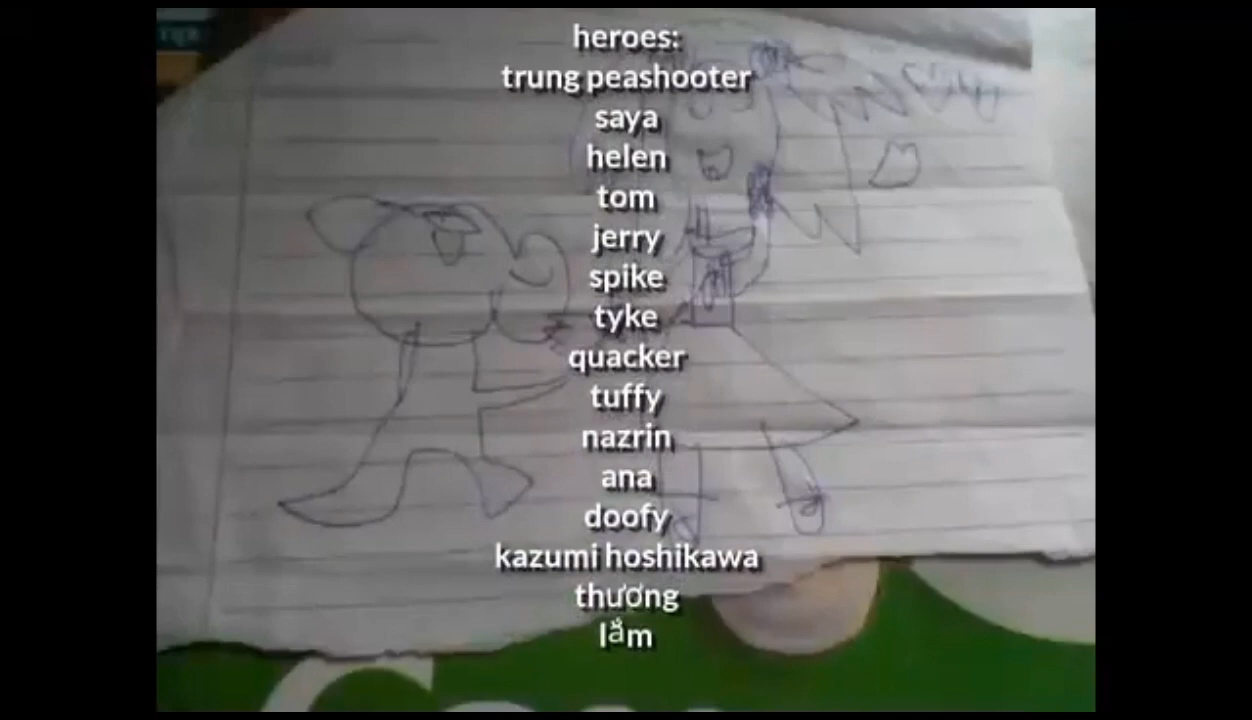 heroes:
trung peashooter
saya
helen
tom
jerry
spike
tyke
quacker
tuffy
nazrin
ana
doofy
kazumi hoshikawa
thương
lắm